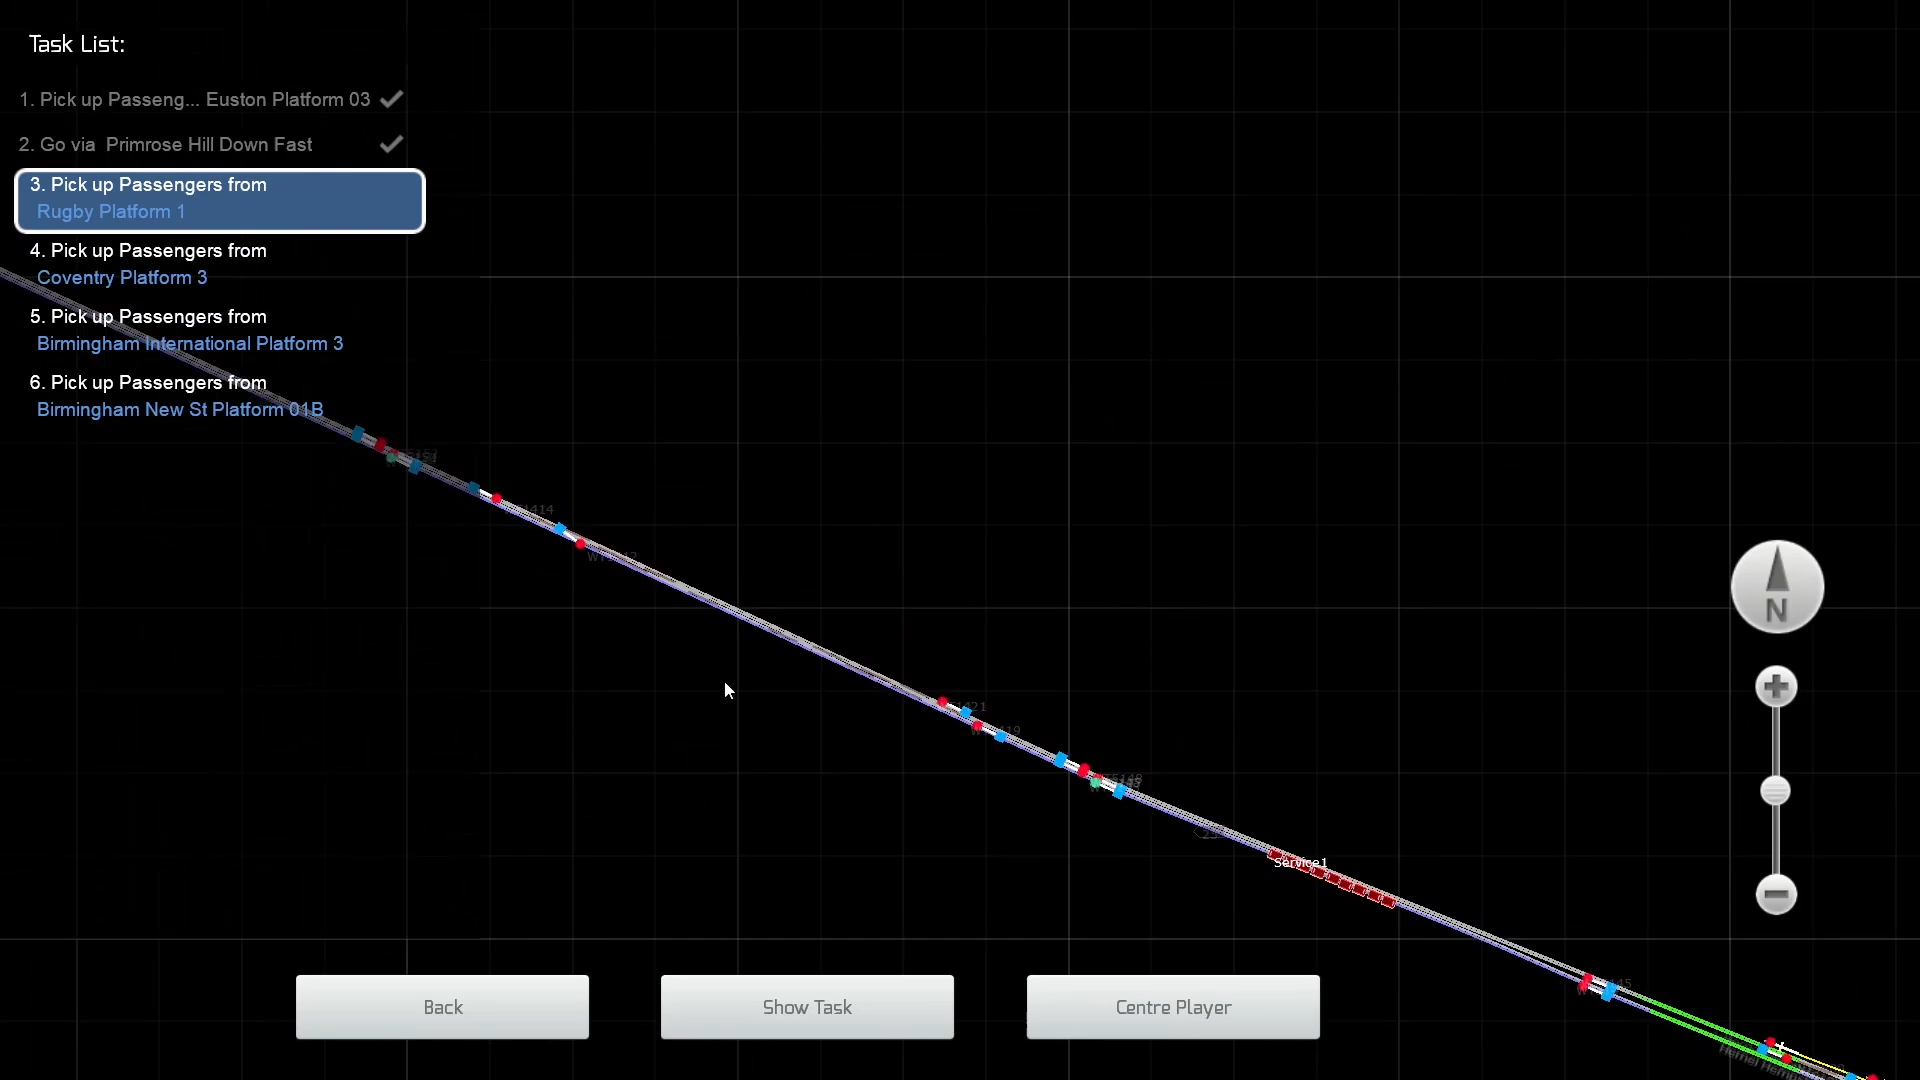 Task List:
1. Pick up Passeng... Euston Platform 03
2. Go via  Primrose Hill Down Fast
3. Pick up Passengers from
Rugby Platform 1
4. Pick up Passengers from
Coventry Platform 3
5. Pick up Passengers from
Birmingham International Platform 3
6. Pick up Passengers from
Birmingham New St Platform 01B
Service1
N
Back
Show Task
Centre Player